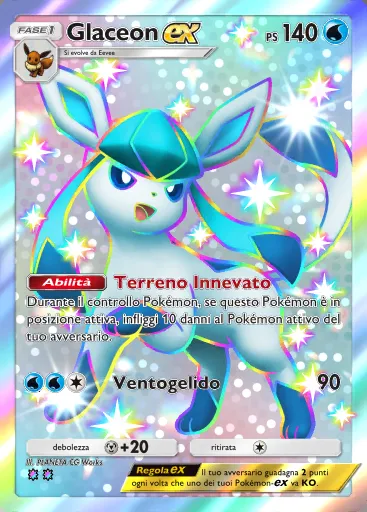 FASE 1 Glaceon ex PS 140
Si evolve da Eevee
Abilità Terreno Innevato
Durante il controllo Pokémon, se questo Pokémon è in
posizione attiva, infliggi 10 danni al Pokémon attivo del
tuo avversario.
Ventogelido 90
debolezza +20 ritirata
Ill. PLANETA CG Works
Regola ex Il tuo avversario guadagna 2 punti
ogni volta che uno dei tuoi Pokémon-ex va KO.